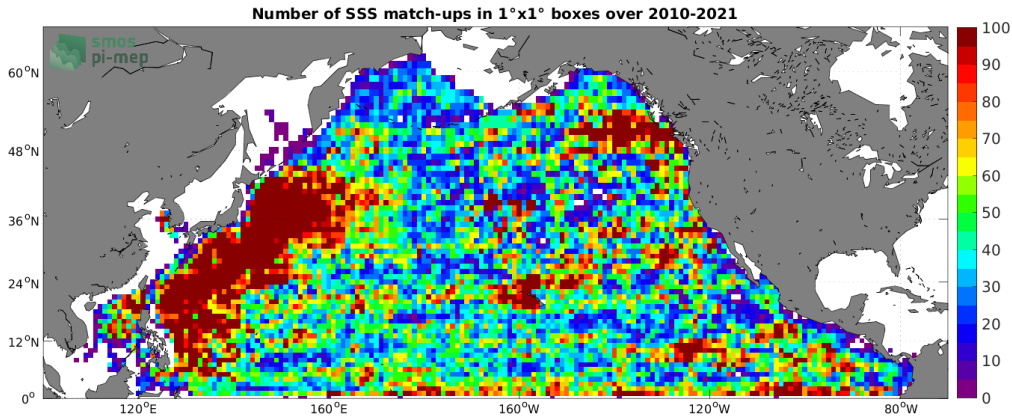 Number of SSS match-ups in 1°x1° boxes over 2010-2021
smos
pi-mep
60°N
48°N
36°N
24°N
12°N
0°
120°E
160°E
160°W
120°W
80°W
100
90
80
70
60
50
40
30
20
10
0